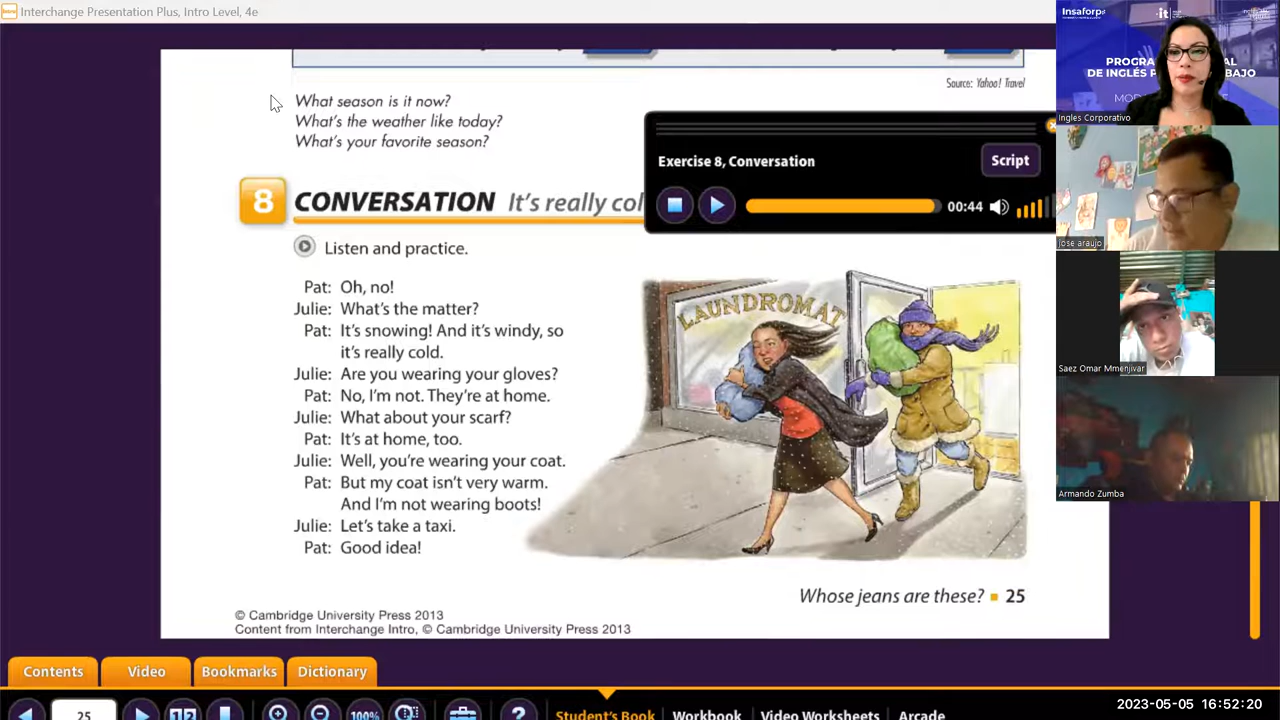 Interchange Presentation Plus, Intro Level, 4e
Source: Yahoo! Travel
What season is it now?
What's the weather like today?
What's your favorite season?
Exercise 8, Conversation
Script
00:44
8 CONVERSATION It's really
Listen and practice.
Pat: Oh, no!
Julie: What's the matter?
Pat: It's snowing! And it's windy, so
it's really cold.
Julie: Are you wearing your gloves?
Pat: No, I'm not. They're at home.
Julie: What about your scarf?
Pat: It's at home, too.
Julie: Well, you're wearing your coat.
Pat: But my coat isn't very warm.
And I'm not wearing boots!
Julie: Let's take a taxi.
Pat: Good idea!
LAUNDROMAT
Whose jeans are these? 25
© Cambridge University Press 2013
Content from Interchange Intro, © Cambridge University Press 2013
Contents Video Bookmarks Dictionary
25
100%
?
Student's Book Workbook Video Worksheets Arcade
Insaforp
it
DE INGLÉS
Ingles Corporativo
jose araujo
Saez Omar Mmenjivar
Armando Zumba
2023-05-05 16:52:20